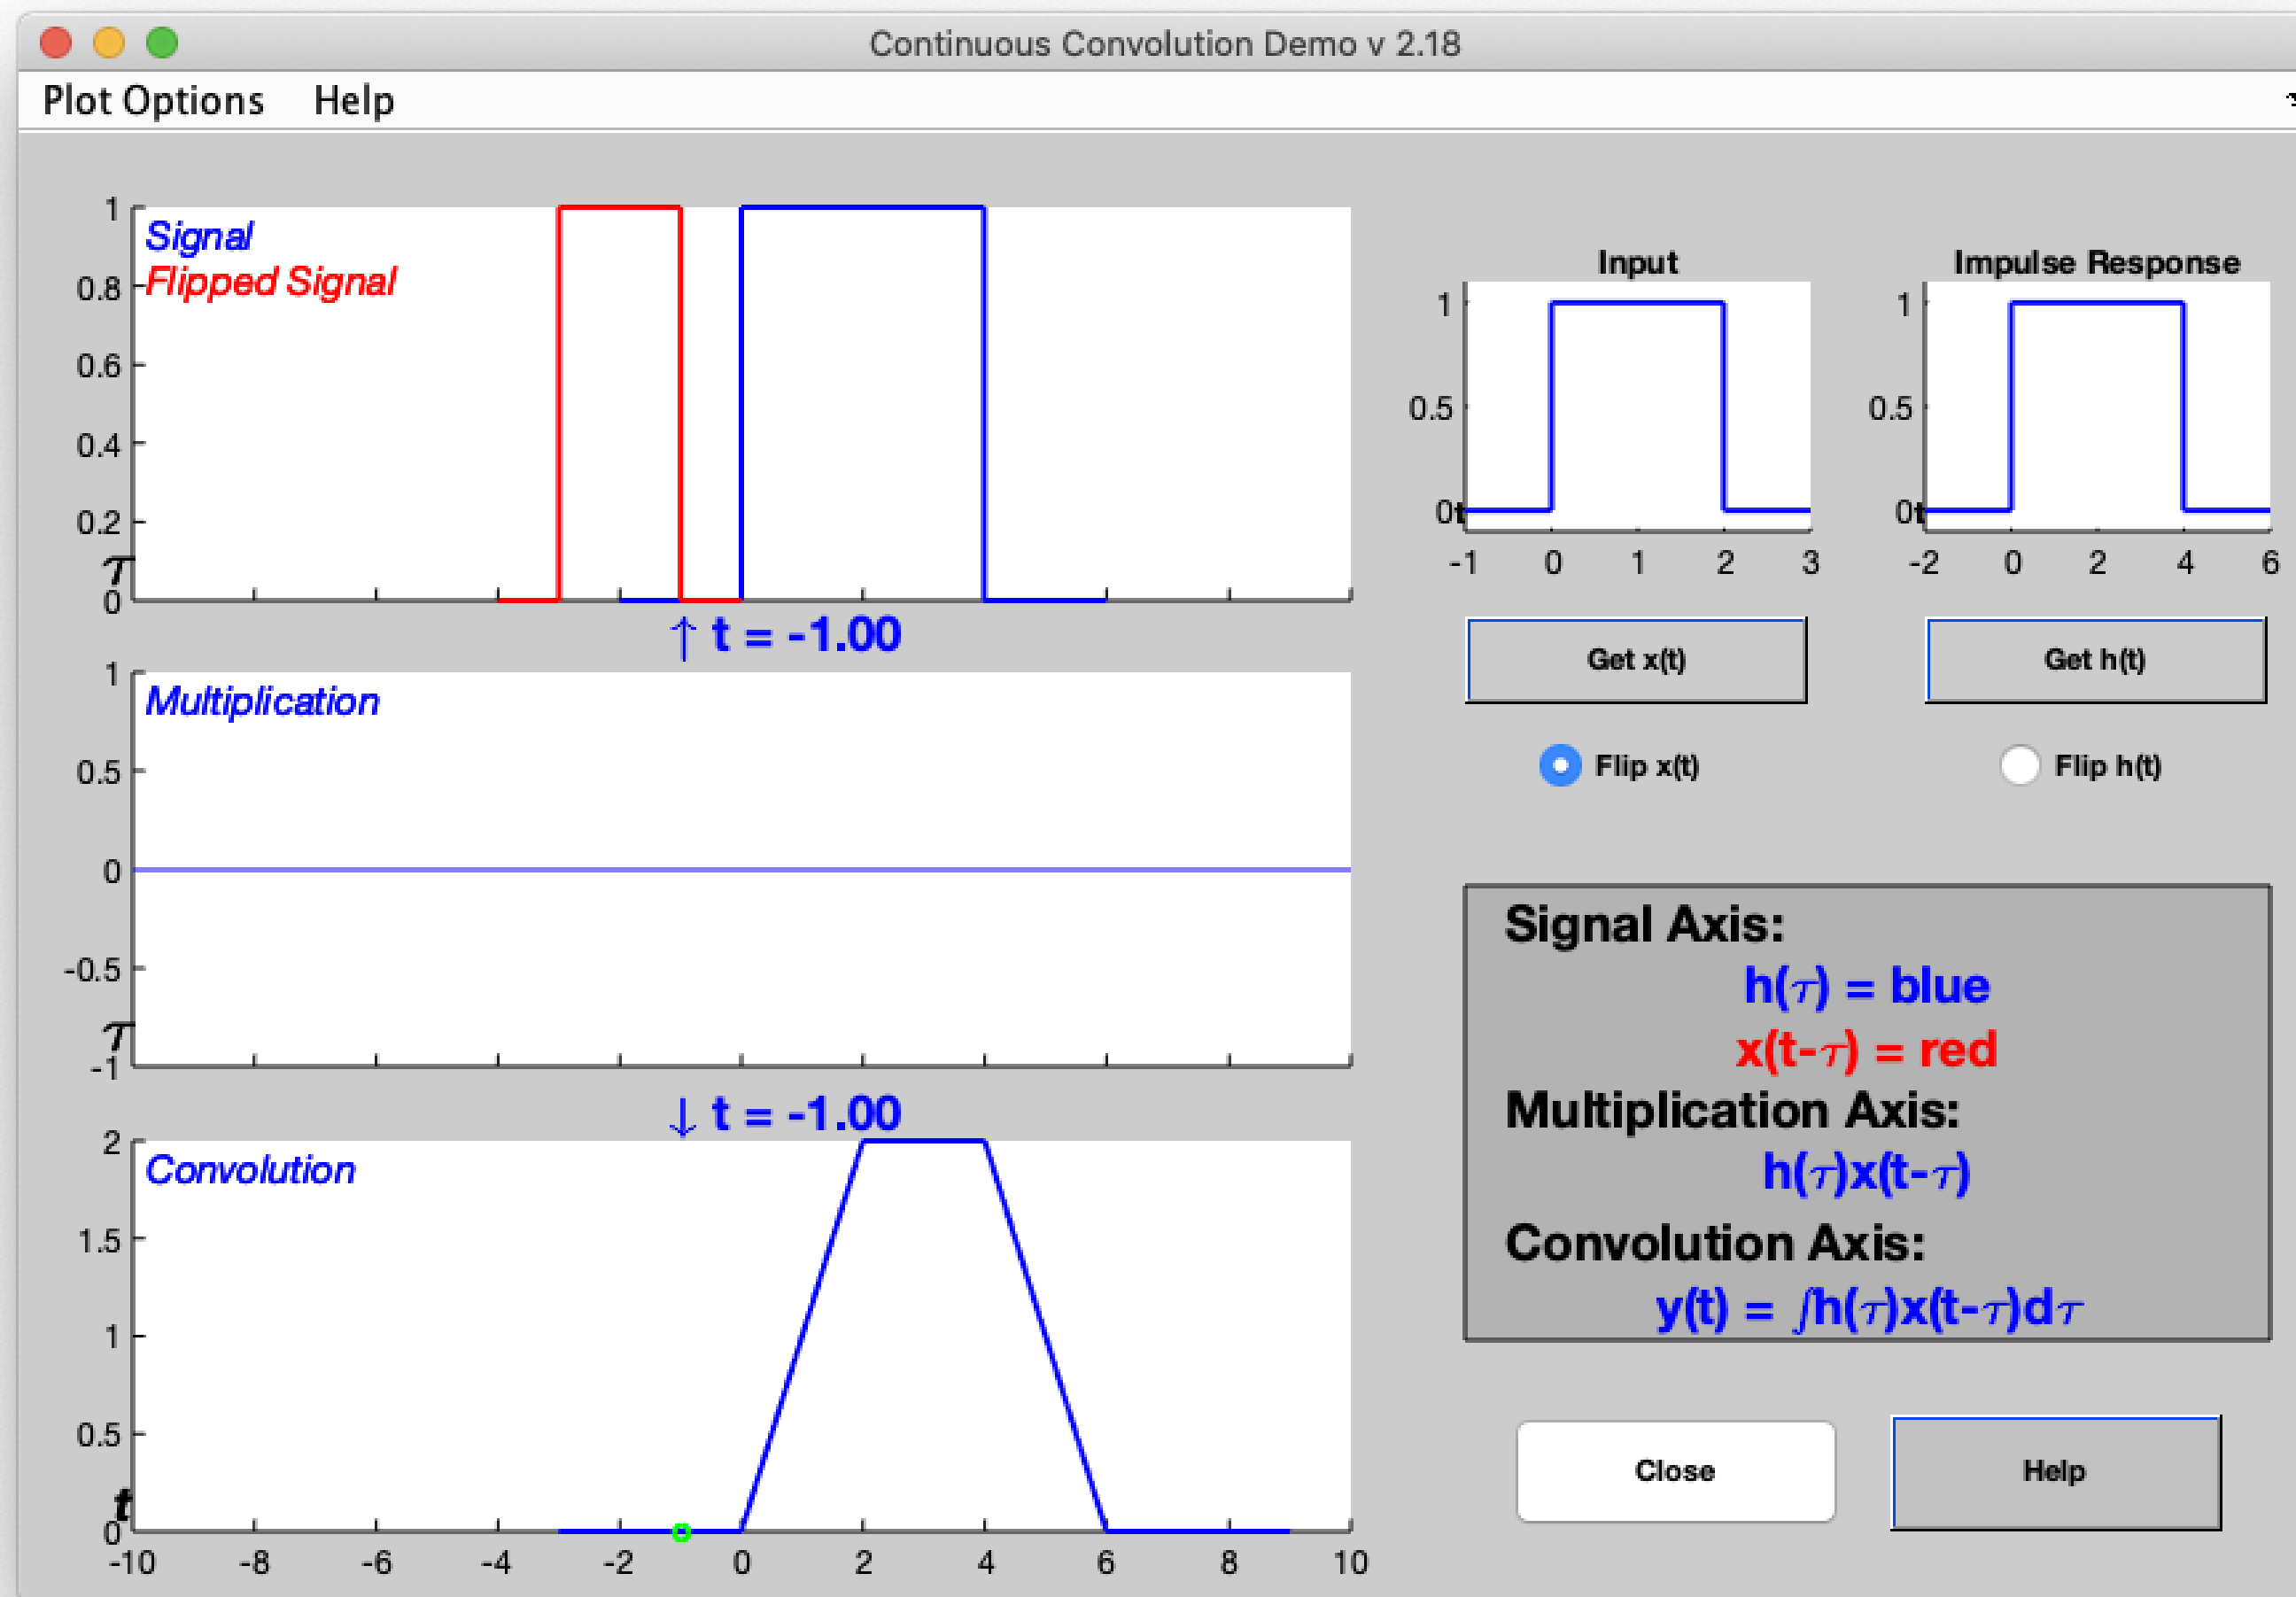 Continuous Convolution Demo v 2.18
Plot Options Help
Signal
Flipped Signal
1
0.8
0.6
0.4
0.2
τ
0
↑ t = -1.00
Multiplication
1
0.5
0
-0.5
τ
-1
↓ t = -1.00
Convolution
2
1.5
1
0.5
t
0
-10 -8 -6 -4 -2 0 2 4 6 8 10
Input
1
0.5
0t
-1 0 1 2 3
Impulse Response
1
0.5
0t
-2 0 2 4 6
Get x(t)
Get h(t)
Flip x(t)
Flip h(t)
Signal Axis:
h(τ) = blue
x(t-τ) = red
Multiplication Axis:
h(τ)x(t-τ)
Convolution Axis:
y(t) = ∫h(τ)x(t-τ)dτ
Close
Help